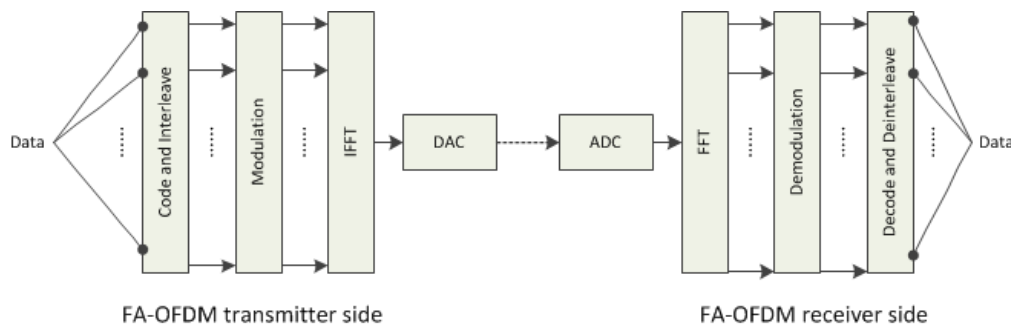 Data
Code and Interleave
Modulation
IFFT
DAC
ADC
FFT
Demodulation
Decode and Deinterleave
Data
FA-OFDM transmitter side
FA-OFDM receiver side